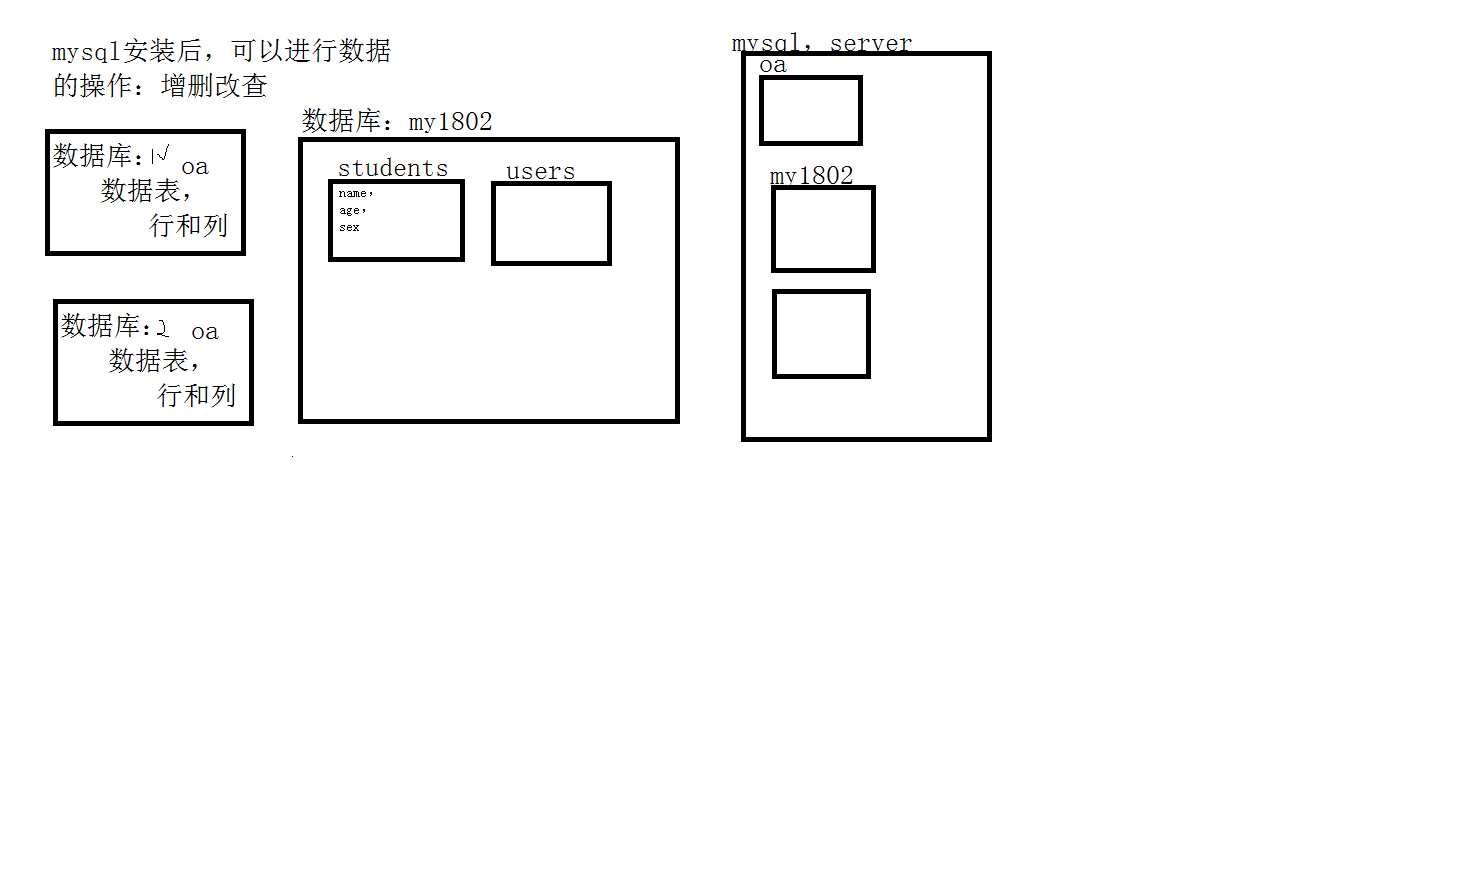 mysql安装后，可以进行数据
的操作：增删改查
数据库：1√ oa
数据表，
行和列
数据库：2 oa
数据表，
行和列
数据库：my1802
students
name，
age，
sex
users
mysql，server
oa
my1802